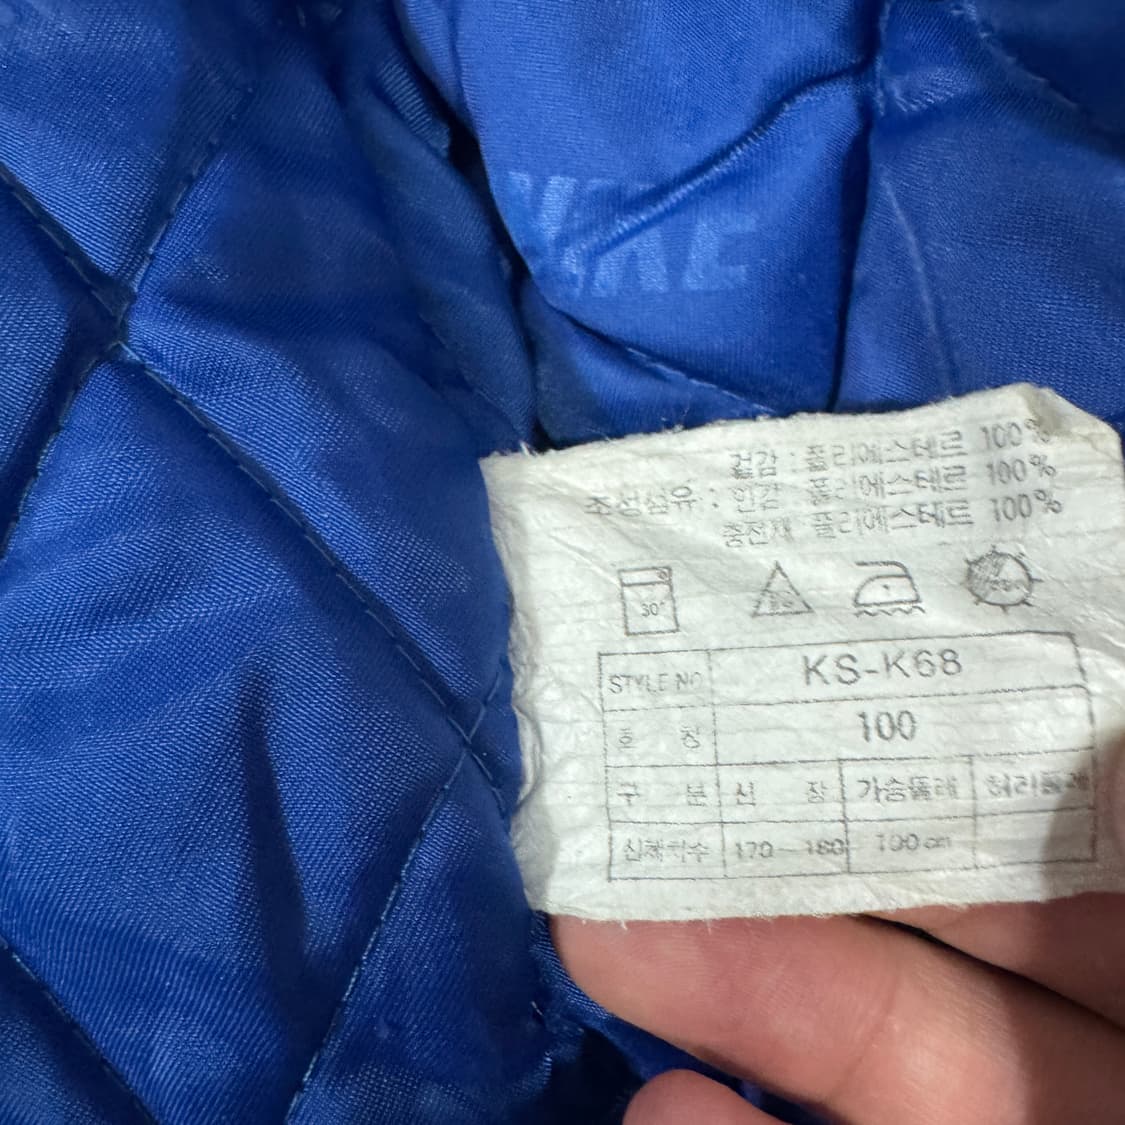 NIKE
겉감 : 폴리에스테르 100%
조성섬유 : 안감 폴리에스테르 100%
충전재 폴리에스테르 100%
30°
STYLE NO KS-K68
호 칭 100
구 분 신 장 가슴둘레 허리둘레
신체치수 170~180 100cm